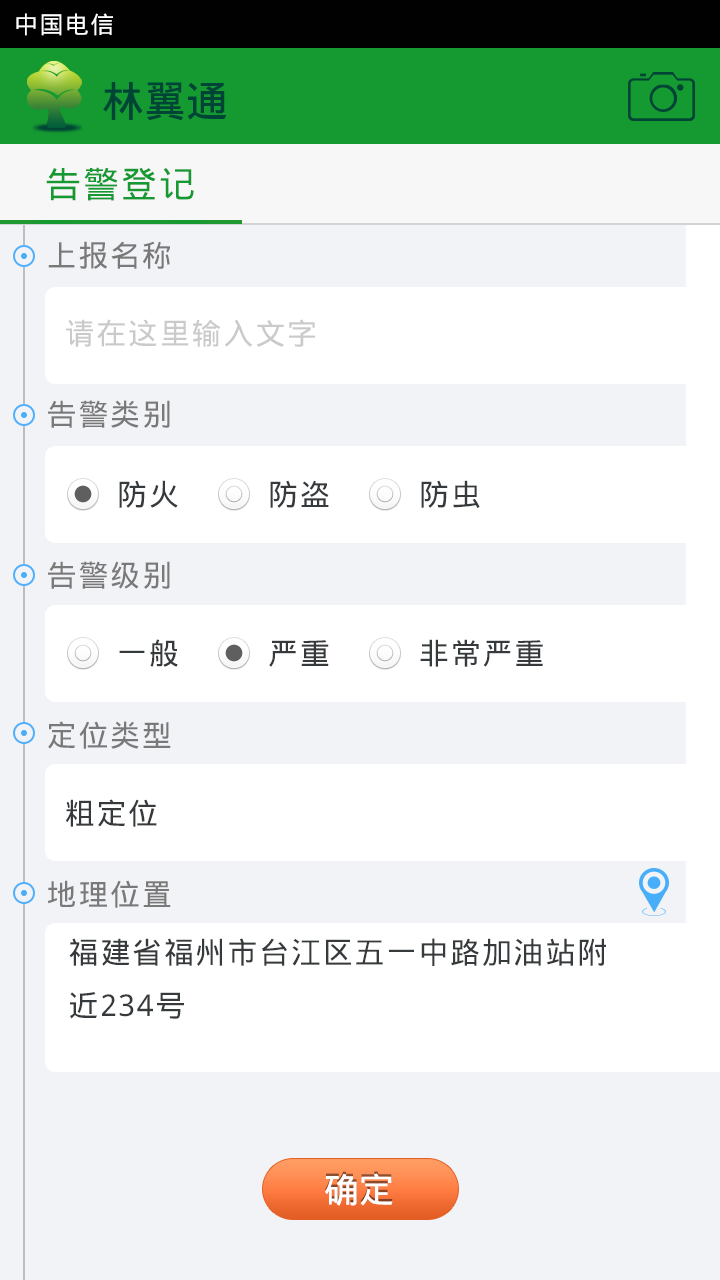 中国电信
林翼通
告警登记
上报名称
请在这里输入文字
告警类别
防火 防盗 防虫
告警级别
一般 严重 非常严重
定位类型
粗定位
地理位置
福建省福州市台江区五一中路加油站附
近234号
确定